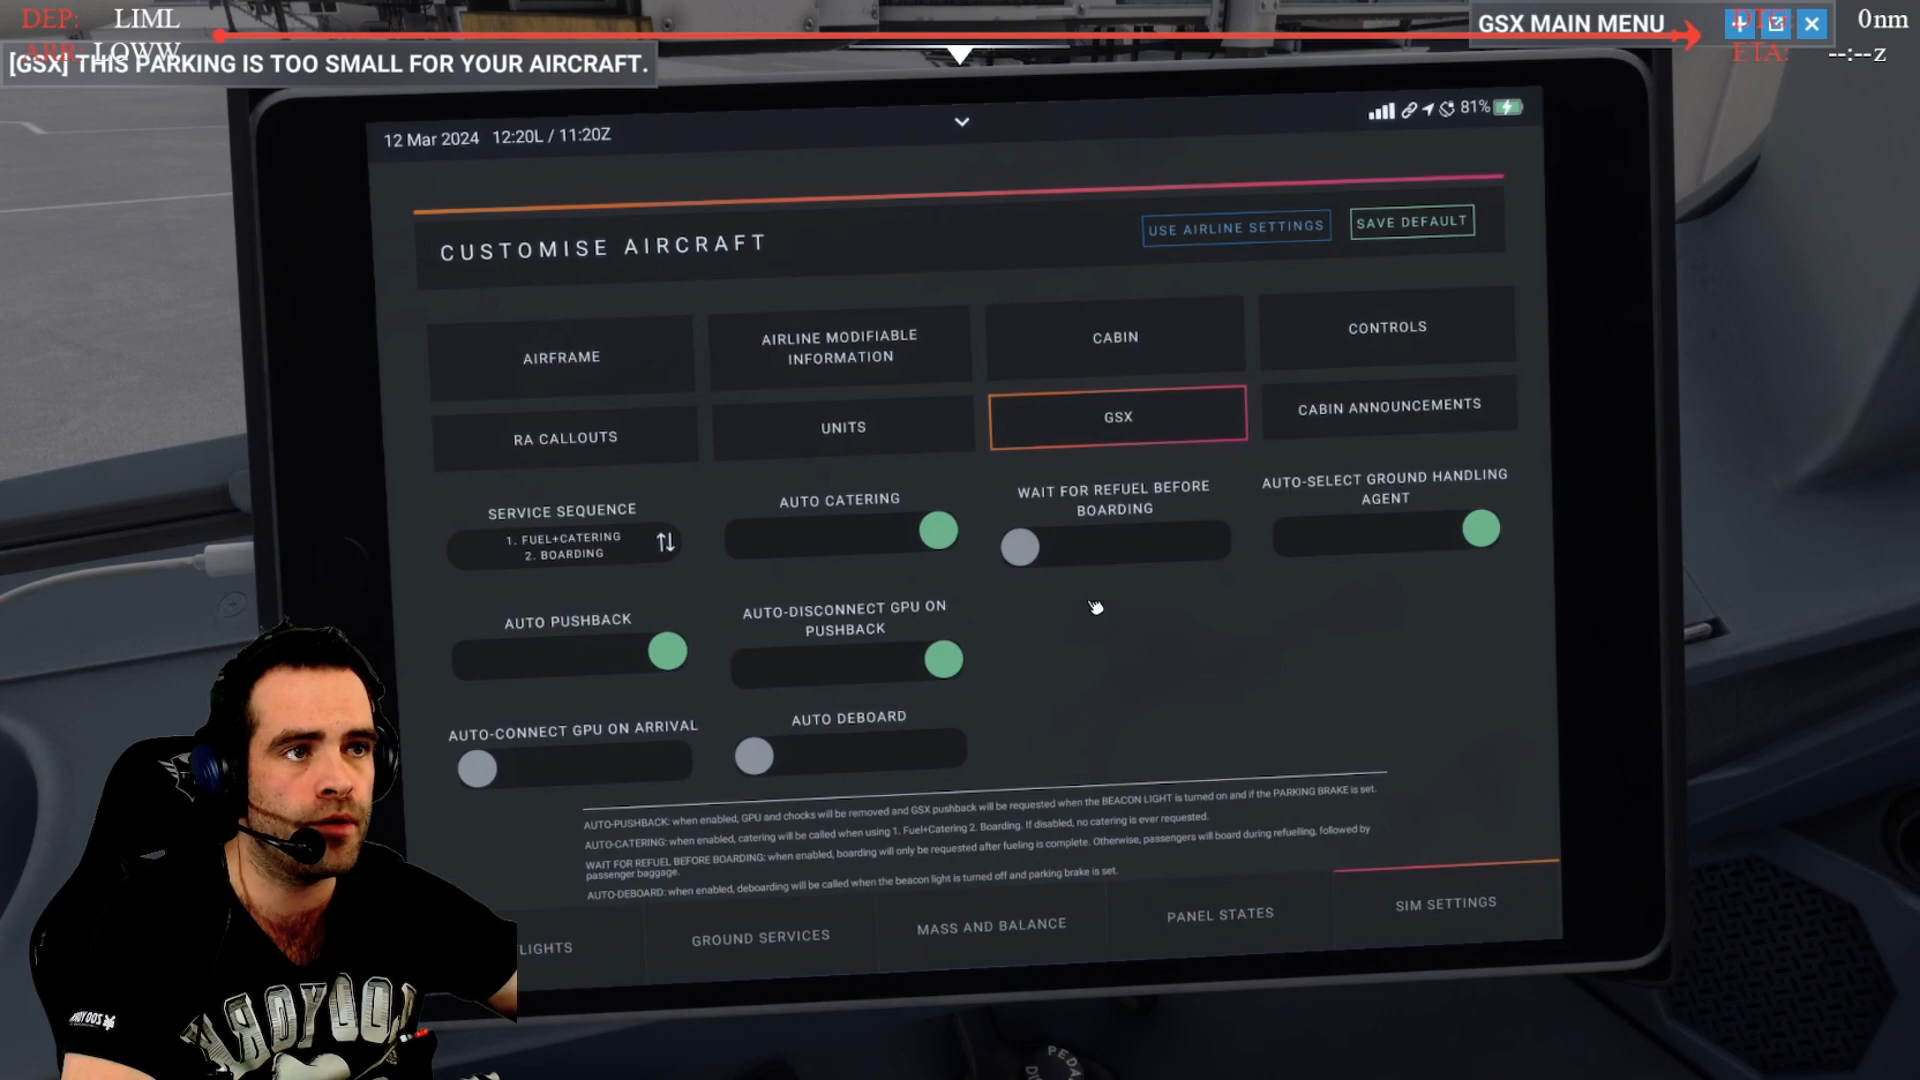 DEP: LIML
ARR: LOWW
GSX MAIN MENU
0nm
ETA: --:--z
[GSX] THIS PARKING IS TOO SMALL FOR YOUR AIRCRAFT.
12 Mar 2024 12:20L / 11:20Z
81%
CUSTOMISE AIRCRAFT
USE AIRLINE SETTINGS
SAVE DEFAULT
AIRFRAME
AIRLINE MODIFIABLE
INFORMATION
CABIN
CONTROLS
RA CALLOUTS
UNITS
GSX
CABIN ANNOUNCEMENTS
SERVICE SEQUENCE
1. FUEL+CATERING
2. BOARDING
AUTO CATERING
WAIT FOR REFUEL BEFORE
BOARDING
AUTO-SELECT GROUND HANDLING
AGENT
AUTO PUSHBACK
AUTO-DISCONNECT GPU ON
PUSHBACK
AUTO-CONNECT GPU ON ARRIVAL
AUTO DEBOARD
AUTO-PUSHBACK: when enabled, GPU and chocks will be removed and GSX pushback will be requested when the BEACON LIGHT is turned on and if the PARKING BRAKE is set.
AUTO-CATERING: when enabled, catering will be called when using 1. Fuel+Catering 2. Boarding. If disabled, no catering is ever requested.
WAIT FOR REFUEL BEFORE BOARDING: when enabled, boarding will only be requested after fueling is complete. Otherwise, passengers will board during refuelling, followed by
passenger baggage.
AUTO-DEBOARD: when enabled, deboarding will be called when the beacon light is turned off and parking brake is set.
LIGHTS
GROUND SERVICES
MASS AND BALANCE
PANEL STATES
SIM SETTINGS